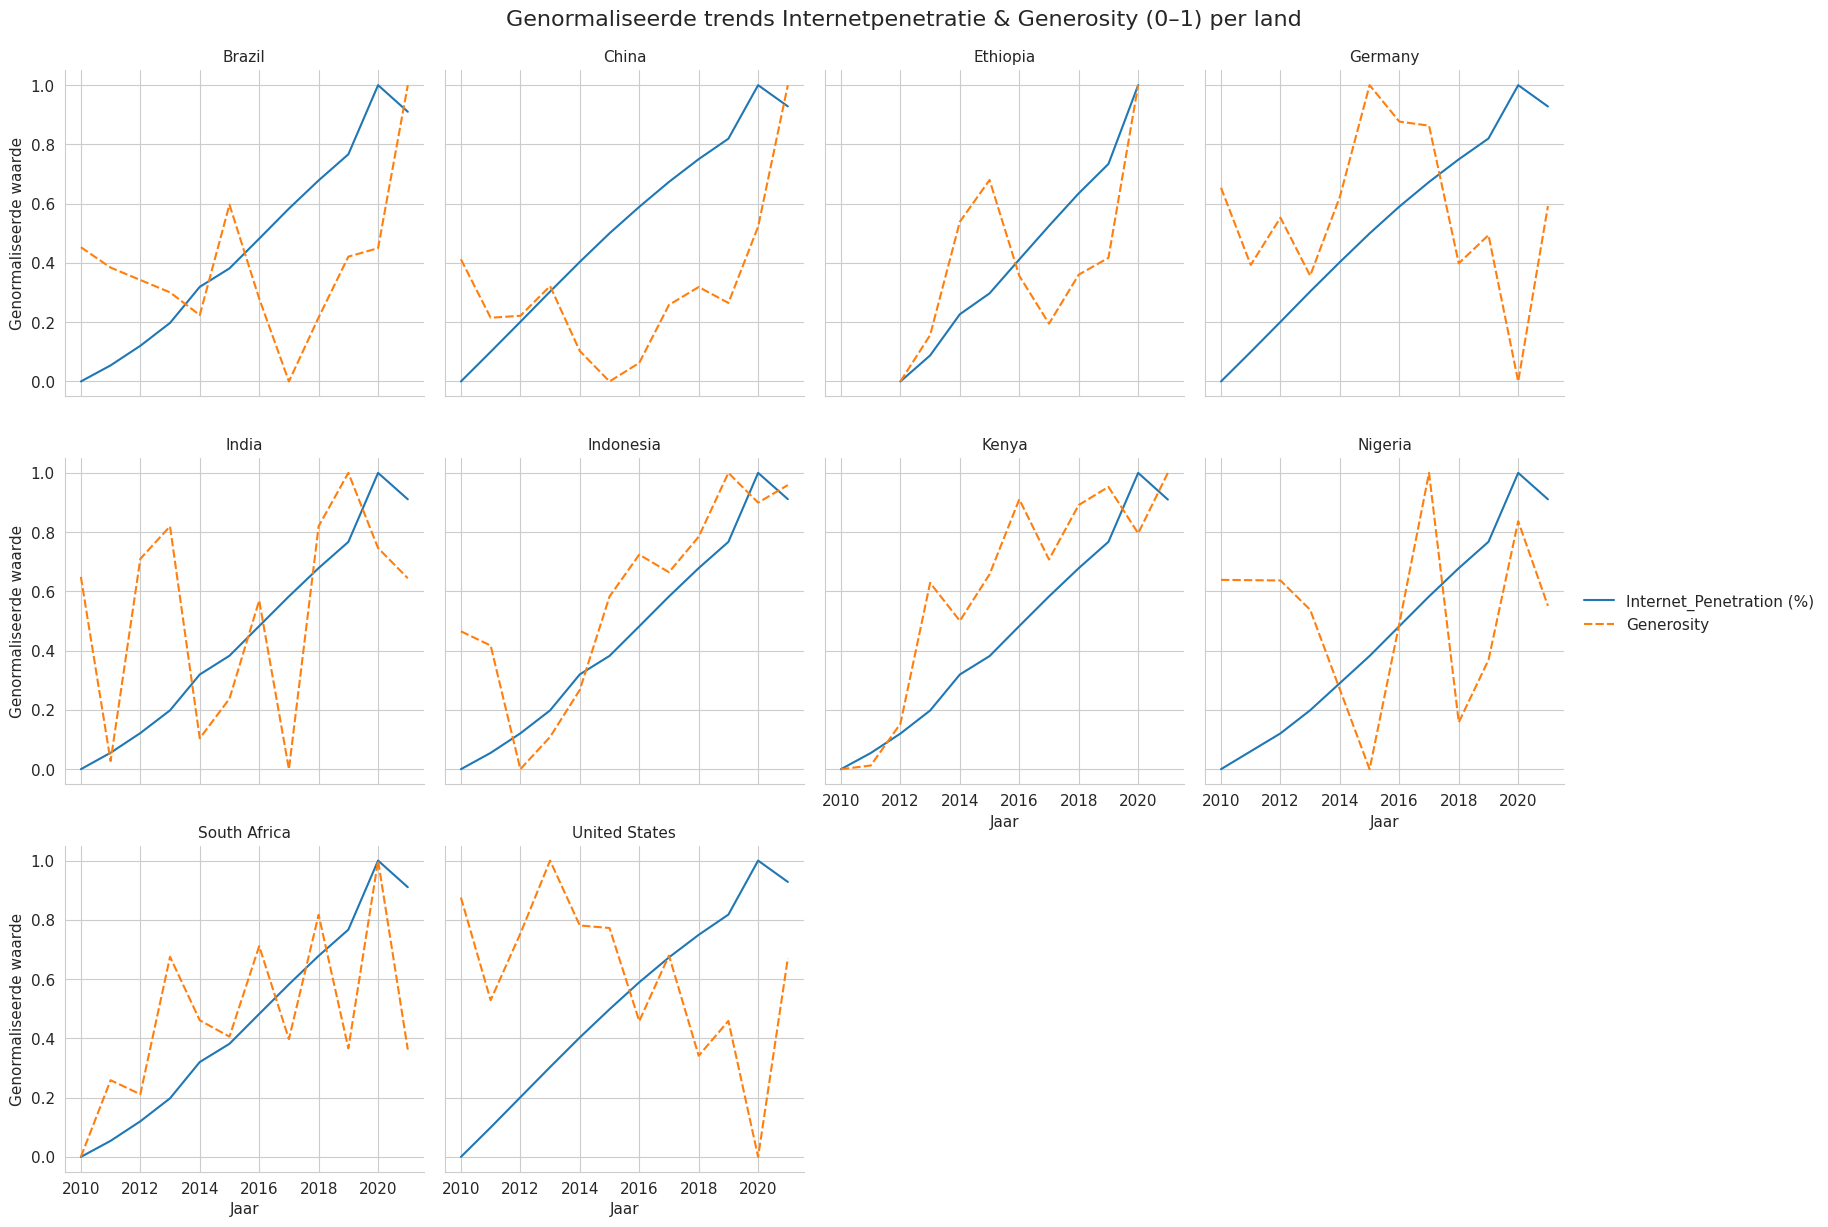 Genormaliseerde trends Internetpenetratie & Generosity (0–1) per land
Brazil
China
Ethiopia
Germany
Genormaliseerde waarde
1.0
0.8
0.6
0.4
0.2
0.0
India
Indonesia
Kenya
Nigeria
Genormaliseerde waarde
1.0
0.8
0.6
0.4
0.2
0.0
2010 2012 2014 2016 2018 2020
Jaar
2010 2012 2014 2016 2018 2020
Jaar
Internet_Penetration (%)
Generosity
South Africa
United States
Genormaliseerde waarde
1.0
0.8
0.6
0.4
0.2
0.0
2010 2012 2014 2016 2018 2020
Jaar
2010 2012 2014 2016 2018 2020
Jaar